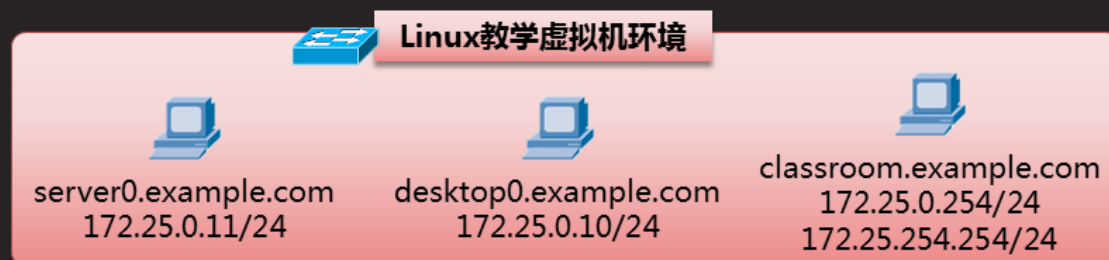 Linux教学虚拟机环境
server0.example.com
172.25.0.11/24
desktop0.example.com
172.25.0.10/24
classroom.example.com
172.25.0.254/24
172.25.254.254/24